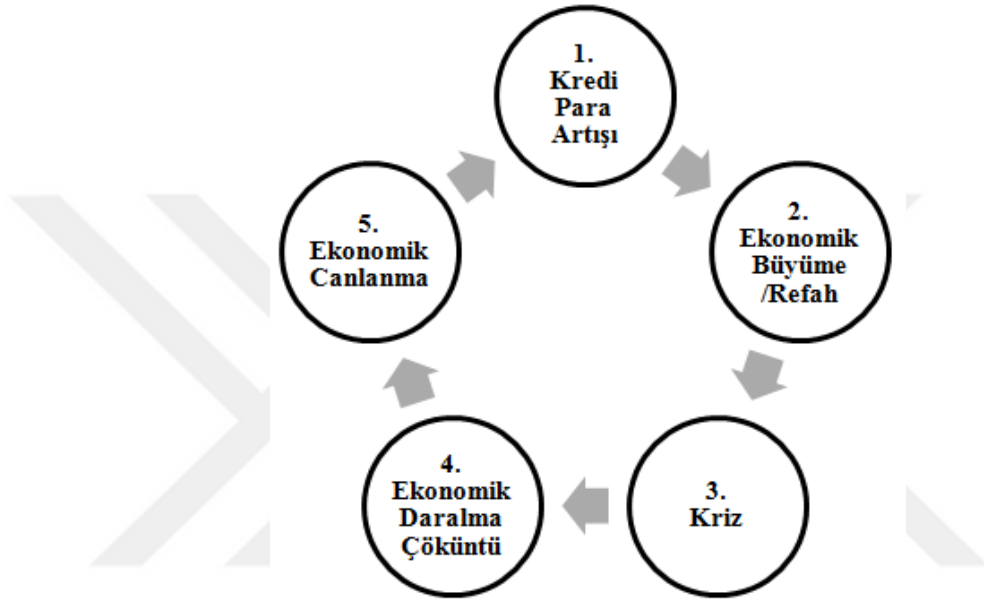 1.
Kredi
Para
Artışı
2.
Ekonomik
Büyüme
/Refah
3.
Kriz
4.
Ekonomik
Daralma
Çöküntü
5.
Ekonomik
Canlanma